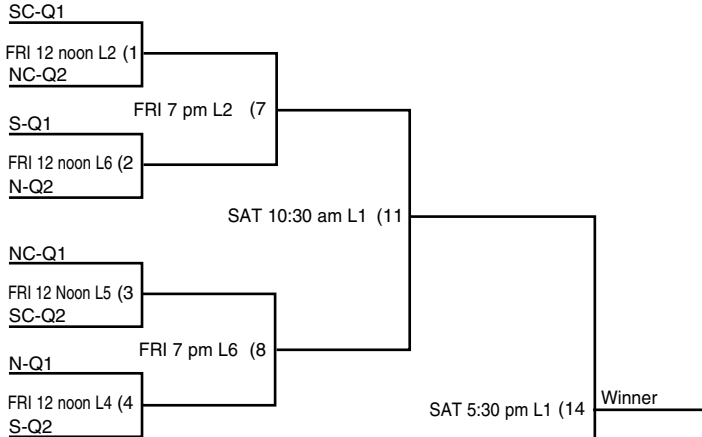 SC-Q1
FRI 12 noon L2 (1
NC-Q2
FRI 7 pm L2 (7
S-Q1
FRI 12 noon L6 (2
N-Q2
SAT 10:30 am L1 (11
NC-Q1
FRI 12 Noon L5 (3
SC-Q2
FRI 7 pm L6 (8
N-Q1
FRI 12 noon L4 (4
S-Q2
SAT 5:30 pm L1 (14
Winner